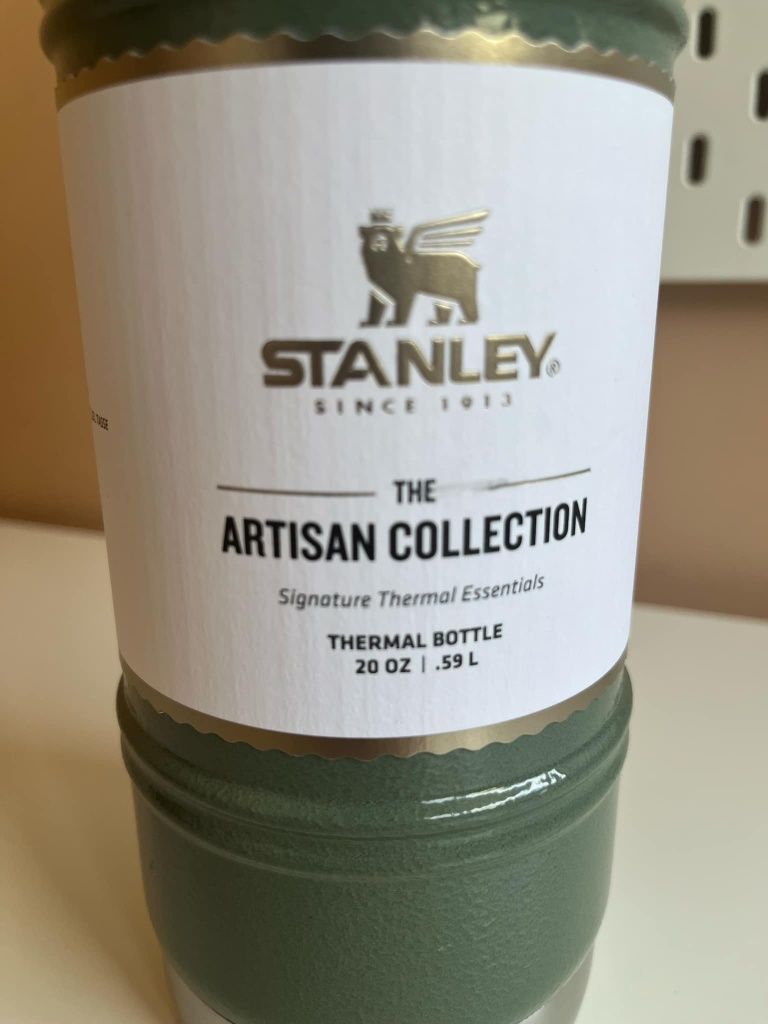 STANLEY®
SINCE 1913
THE
ARTISAN COLLECTION
Signature Thermal Essentials
THERMAL BOTTLE
20 OZ | .59 L